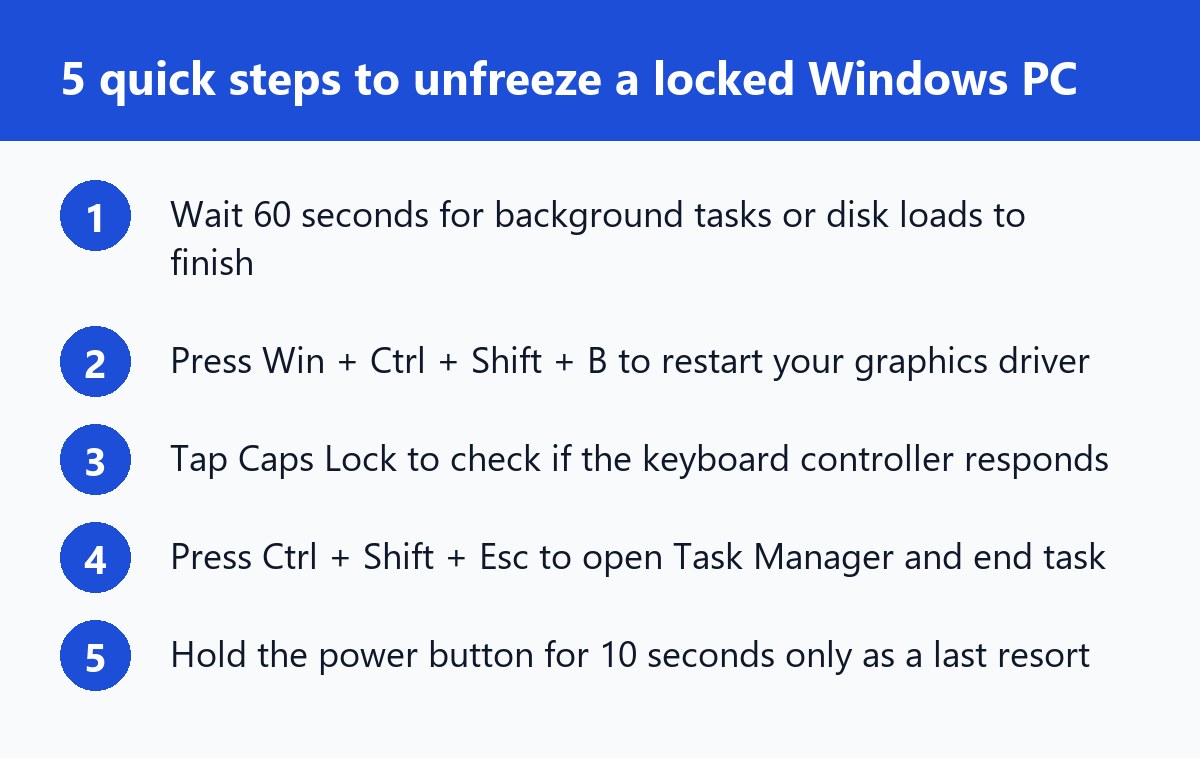 5 quick steps to unfreeze a locked Windows PC
1
Wait 60 seconds for background tasks or disk loads to
finish
2
Press Win + Ctrl + Shift + B to restart your graphics driver
3
Tap Caps Lock to check if the keyboard controller responds
4
Press Ctrl + Shift + Esc to open Task Manager and end task
5
Hold the power button for 10 seconds only as a last resort